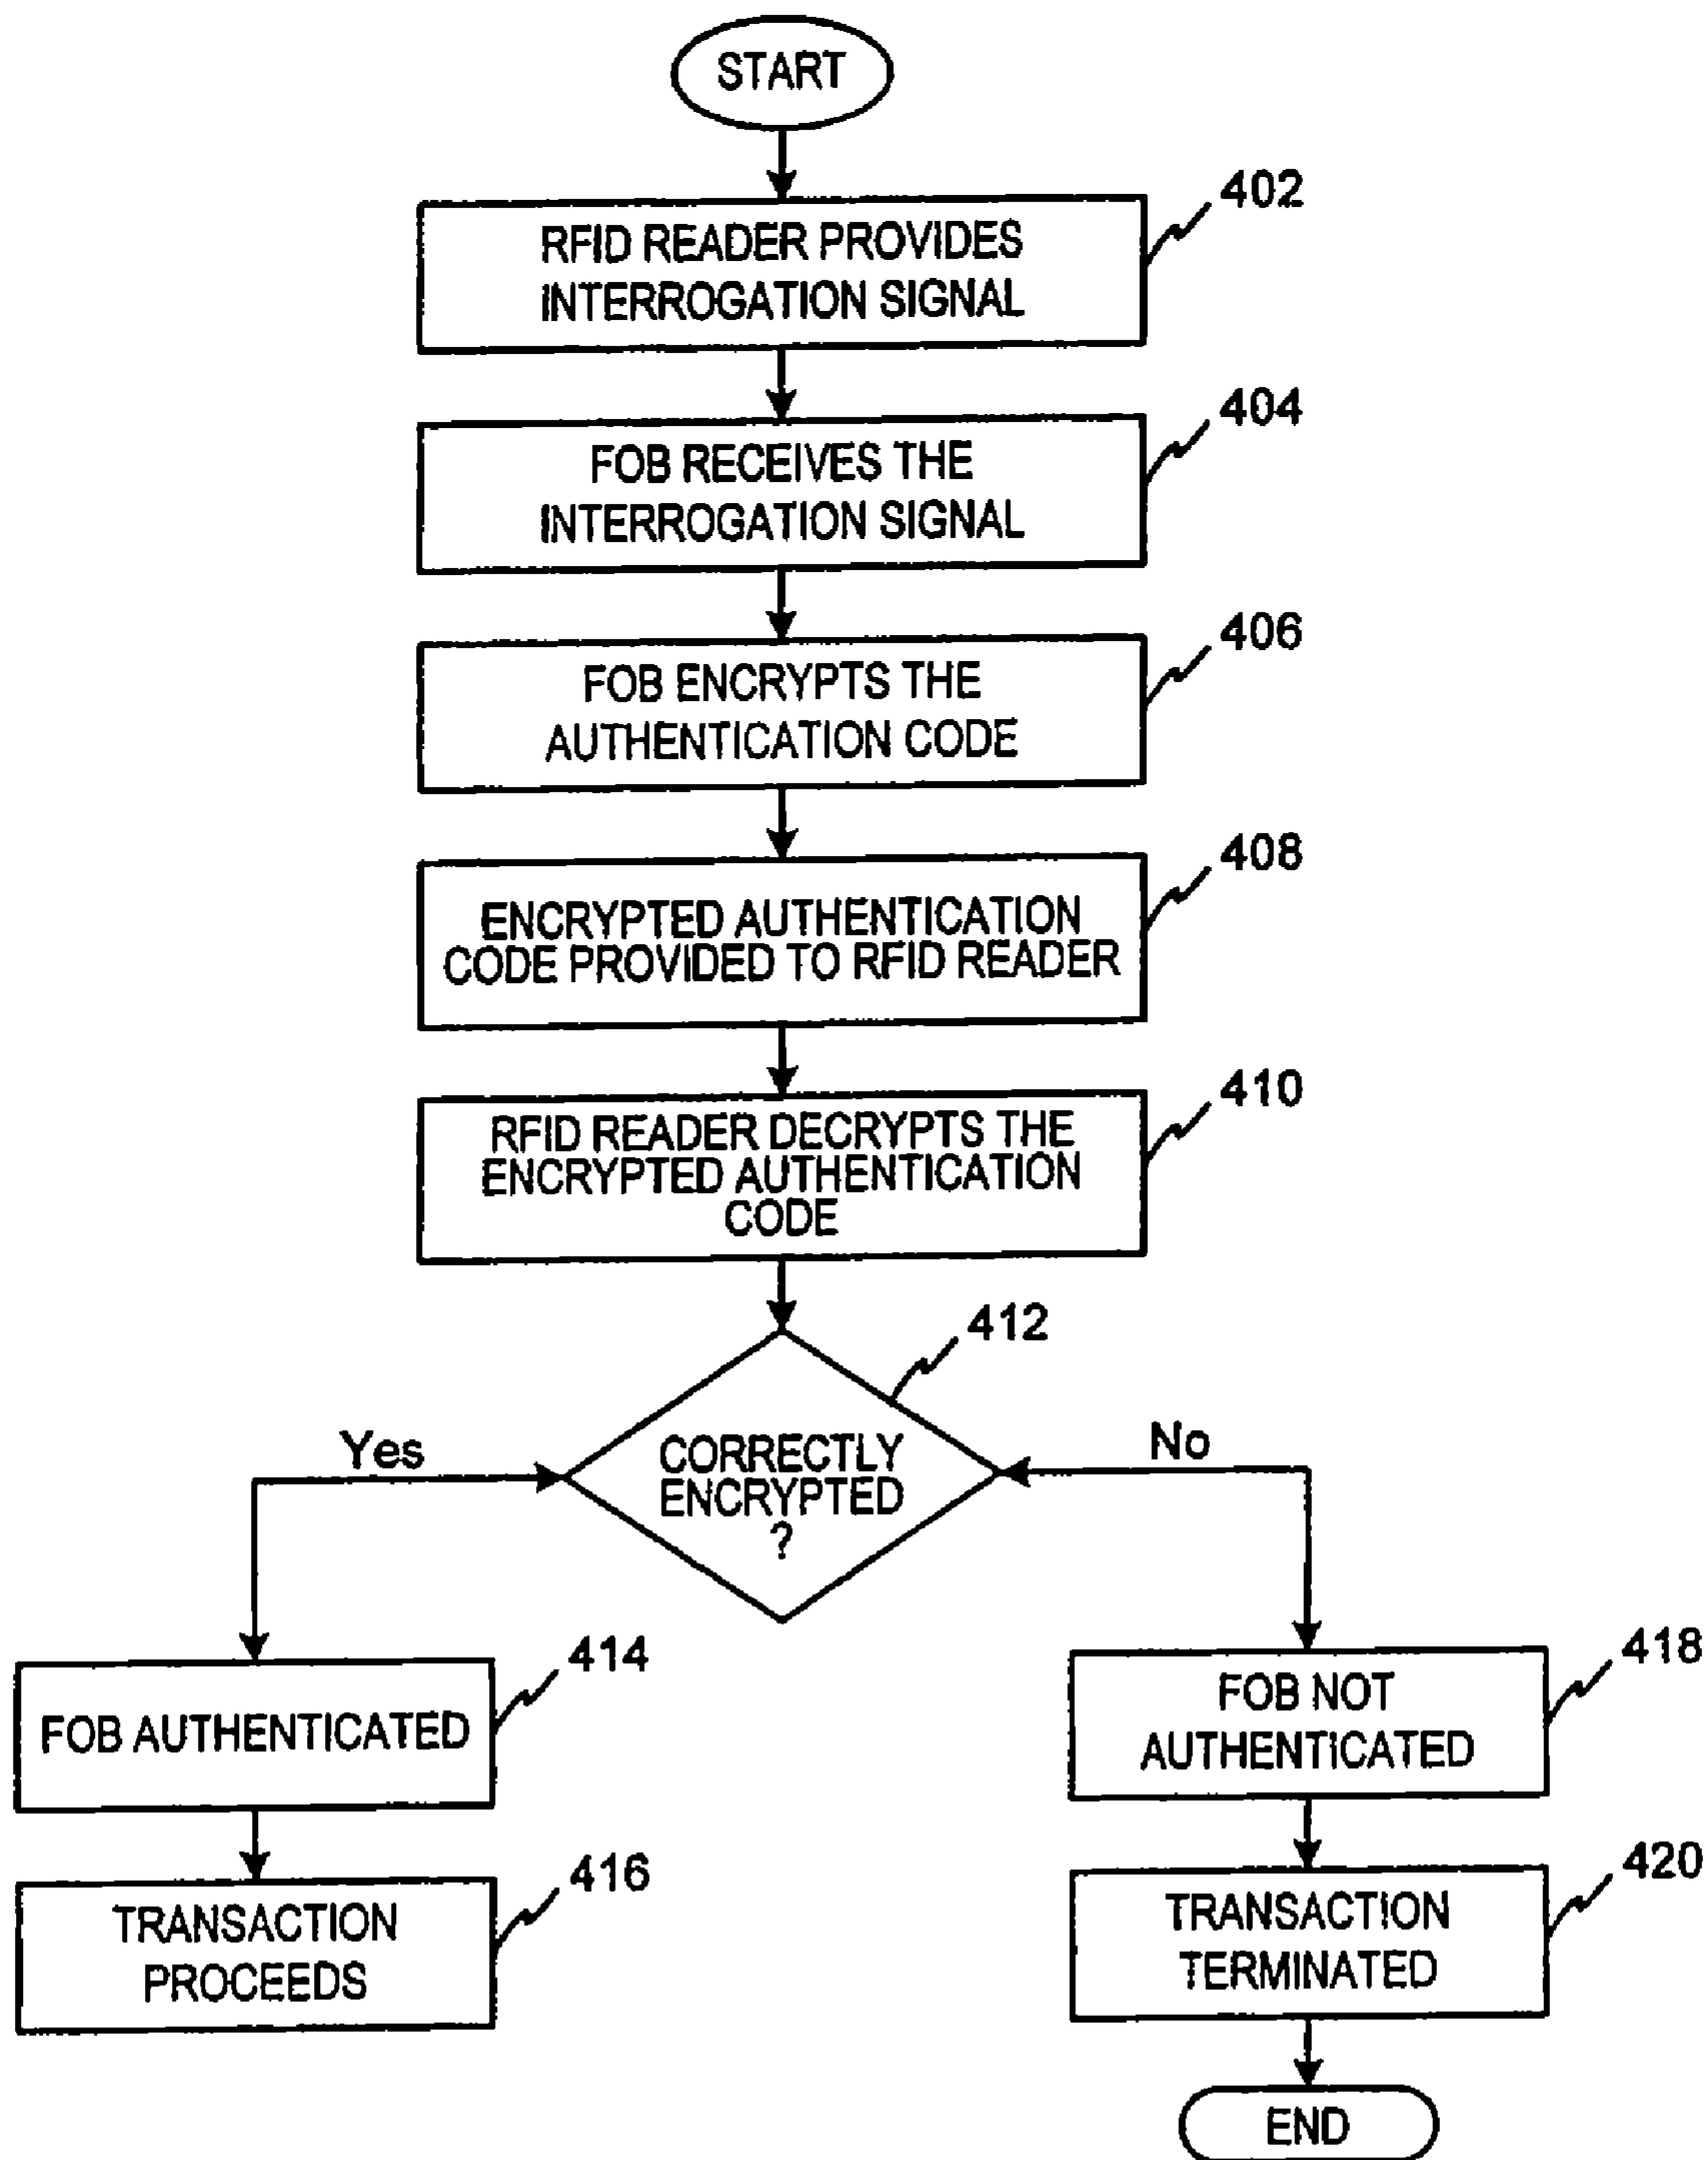 START
402
RFID READER PROVIDES
INTERROGATION SIGNAL
404
FOB RECEIVES THE
INTERROGATION SIGNAL
406
FOB ENCRYPTS THE
AUTHENTICATION CODE
408
ENCRYPTED AUTHENTICATION
CODE PROVIDED TO RFID READER
410
RFID READER DECRYPTS THE
ENCRYPTED AUTHENTICATION
CODE
412
CORRECTLY
ENCRYPTED
?
Yes
No
414
FOB AUTHENTICATED
416
TRANSACTION
PROCEEDS
418
FOB NOT
AUTHENTICATED
420
TRANSACTION
TERMINATED
END